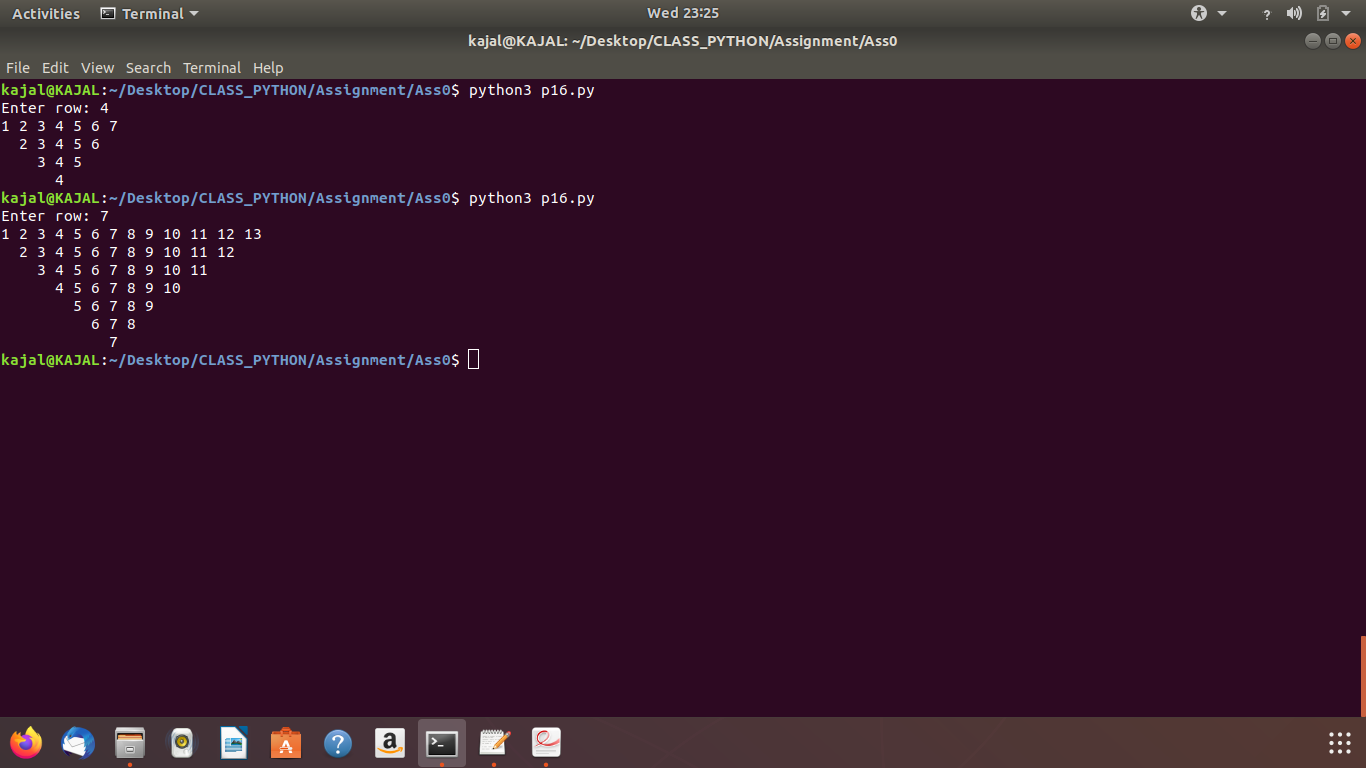 Activities Terminal Wed 23:25 ?
kajal@KAJAL: ~/Desktop/CLASS_PYTHON/Assignment/Ass0
File Edit View Search Terminal Help
kajal@KAJAL:~/Desktop/CLASS_PYTHON/Assignment/Ass0$ python3 p16.py
Enter row: 4
1 2 3 4 5 6 7
  2 3 4 5 6
    3 4 5
      4
kajal@KAJAL:~/Desktop/CLASS_PYTHON/Assignment/Ass0$ python3 p16.py
Enter row: 7
1 2 3 4 5 6 7 8 9 10 11 12 13
  2 3 4 5 6 7 8 9 10 11 12
    3 4 5 6 7 8 9 10 11
      4 5 6 7 8 9 10
        5 6 7 8 9
          6 7 8
            7
kajal@KAJAL:~/Desktop/CLASS_PYTHON/Assignment/Ass0$